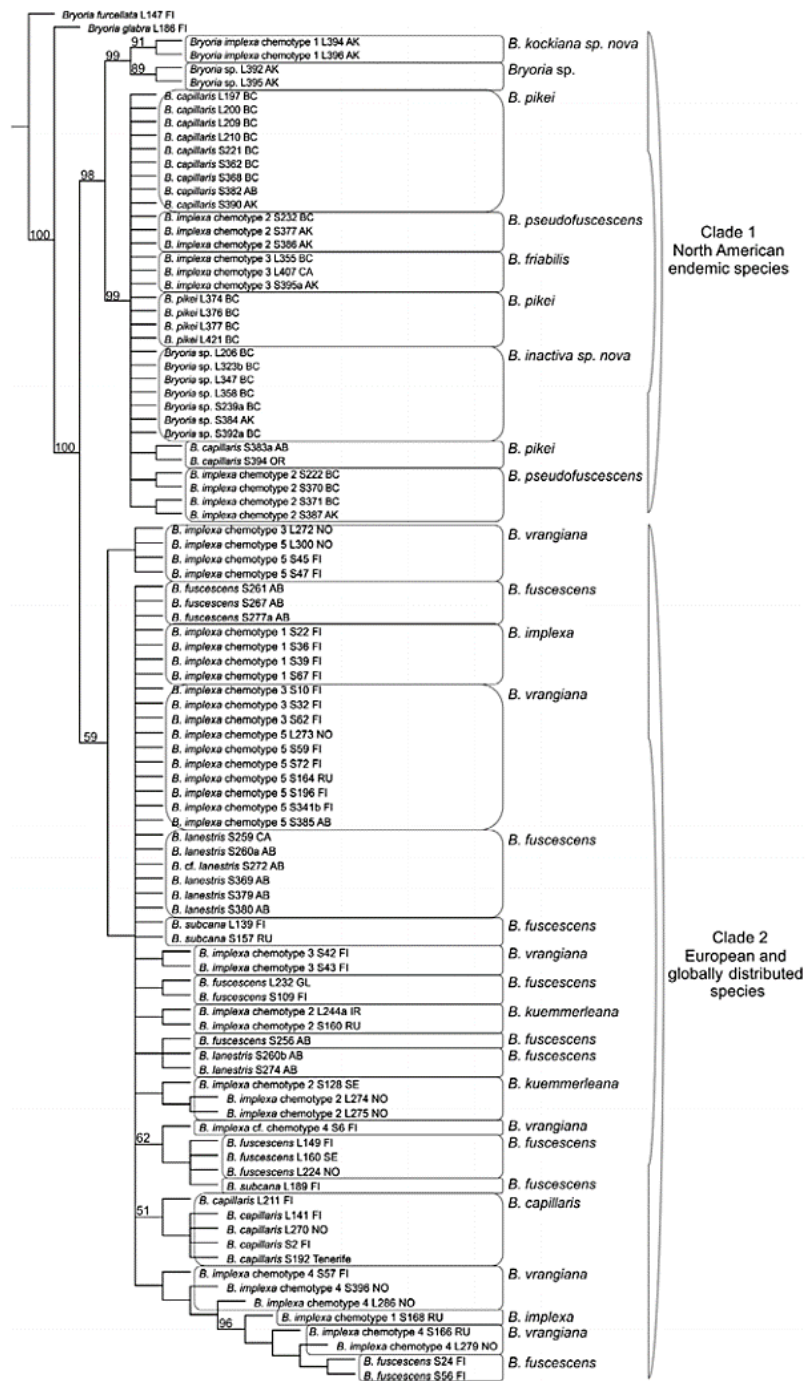 Bryoria furcellata L147 FI
Bryoria glabra L186 FI
91 Bryoria implexa chemotype 1 L394 AK B. kockiana sp. nova
99 Bryoria implexa chemotype 1 L396 AK
89 Bryoria sp. L392 AK Bryoria sp.
Bryoria sp. L395 AK
B. capillaris L197 BC B. pikei
B. capillaris L200 BC
B. capillaris L209 BC
B. capillaris L210 BC
B. capillaris S221 BC
B. capillaris S362 BC
B. capillaris S368 BC
98
B. capillaris S382 AB
B. capillaris S390 AK
B. implexa chemotype 2 S232 BC B. pseudofuscescens
B. implexa chemotype 2 S377 AK
100
B. implexa chemotype 2 S386 AK
Clade 1
North American
endemic species
B. implexa chemotype 3 L355 BC B. friabilis
B. implexa chemotype 3 L407 CA
B. implexa chemotype 3 S395a AK
99
B. pikei L374 BC B. pikei
B. pikei L376 BC
B. pikei L377 BC
B. pikei L421 BC
Bryoria sp. L206 BC B. inactiva sp. nova
Bryoria sp. L323b BC
Bryoria sp. L347 BC
Bryoria sp. L358 BC
Bryoria sp. S239a BC
Bryoria sp. S384 AK
Bryoria sp. S392a BC
100
B. capillaris S383a AB B. pikei
B. capillaris S394 OR
B. implexa chemotype 2 S222 BC B. pseudofuscescens
B. implexa chemotype 2 S370 BC
B. implexa chemotype 2 S371 BC
B. implexa chemotype 2 S387 AK
B. implexa chemotype 3 L272 NO B. vrangiana
B. implexa chemotype 5 L300 NO
B. implexa chemotype 5 S45 FI
B. implexa chemotype 5 S47 FI
B. fuscescens S261 AB B. fuscescens
B. fuscescens S267 AB
B. fuscescens S277a AB
B. implexa chemotype 1 S22 FI B. implexa
B. implexa chemotype 1 S36 FI
B. implexa chemotype 1 S39 FI
B. implexa chemotype 1 S67 FI
B. implexa chemotype 3 S10 FI B. vrangiana
B. implexa chemotype 3 S32 FI
B. implexa chemotype 3 S62 FI
59
B. implexa chemotype 5 L273 NO
B. implexa chemotype 5 S59 FI
B. implexa chemotype 5 S72 FI
B. implexa chemotype 5 S164 RU
B. implexa chemotype 5 S196 FI
B. implexa chemotype 5 S341b FI
B. implexa chemotype 5 S385 AB
B. lanestris S259 CA B. fuscescens
B. lanestris S260a AB
B. cf. lanestris S272 AB
B. lanestris S369 AB
B. lanestris S379 AB
B. lanestris S380 AB
B. subcana L139 FI B. fuscescens
B. subcana S157 RU
Clade 2
European and
globally distributed
species
B. implexa chemotype 3 S42 FI B. vrangiana
B. implexa chemotype 3 S43 FI
B. fuscescens L232 GL B. fuscescens
B. fuscescens S109 FI
B. implexa chemotype 2 L244a IR B. kuemmerleana
B. implexa chemotype 2 S160 RU
B. fuscescens S256 AB B. fuscescens
B. lanestris S260b AB B. fuscescens
B. lanestris S274 AB
B. implexa chemotype 2 S128 SE B. kuemmerleana
B. implexa chemotype 2 L274 NO
B. implexa chemotype 2 L275 NO
B. implexa cf. chemotype 4 S6 FI B. vrangiana
62
B. fuscescens L149 FI B. fuscescens
B. fuscescens L160 SE
B. fuscescens L224 NO
B. subcana L189 FI B. fuscescens
B. capillaris L211 FI B. capillaris
51
B. capillaris L141 FI
B. capillaris L270 NO
B. capillaris S2 FI
B. capillaris S192 Tenerife
B. implexa chemotype 4 S57 FI B. vrangiana
B. implexa chemotype 4 S396 NO
B. implexa chemotype 4 L286 NO
96
B. implexa chemotype 1 S168 RU B. implexa
B. implexa chemotype 4 S166 RU B. vrangiana
B. implexa chemotype 4 L279 NO
B. fuscescens S24 FI B. fuscescens
B. fuscescens S56 FI